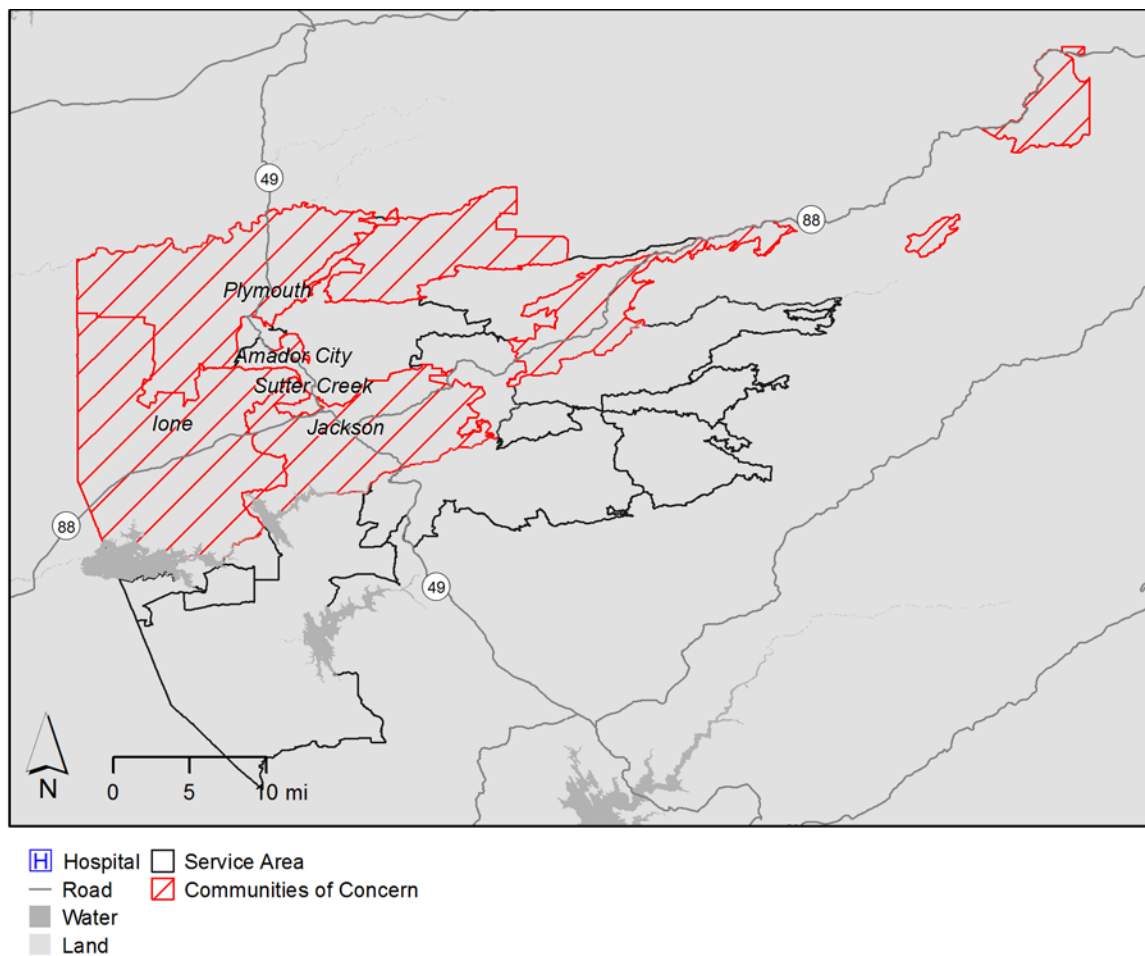 49
88
Plymouth
Amador City
Sutter Creek
Ione
Jackson
88
49
N
0 5 10 mi
H Hospital Service Area
Road Communities of Concern
Water
Land